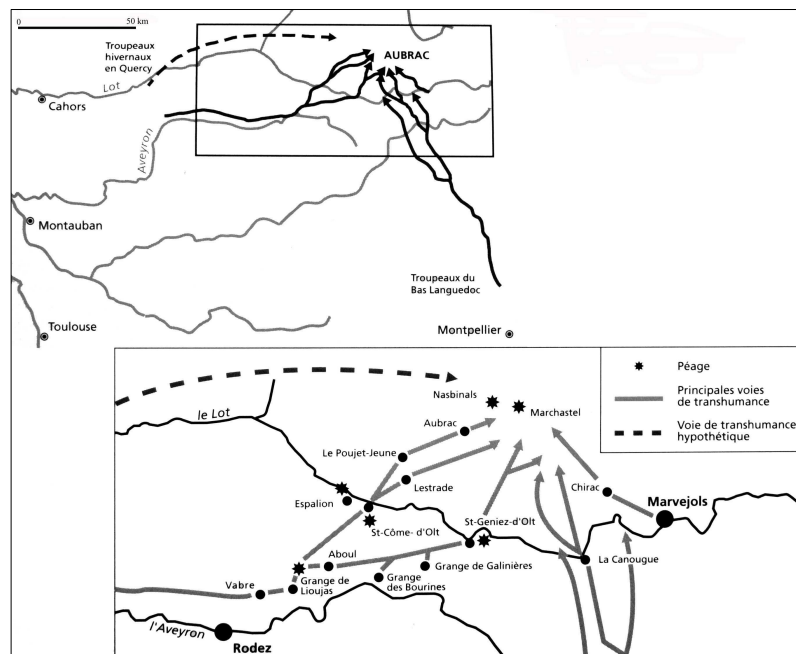 0
50 km
Troupeaux
hivernaux
en Quercy
AUBRAC
Lot
Cahors
Aveyron
Montauban
Troupeaux du
Bas Languedoc
Toulouse
Montpellier
Péage
Principales voies
de transhumance
Voie de transhumance
hypothétique
Nasbinals
Marchastel
le Lot
Aubrac
Le Poujet-Jeune
Lestrade
Chirac
Marvejols
Espalion
St-Côme- d'Olt
St-Geniez-d'Olt
Aboul
Grange de Galinières
La Canougue
Vabre
Grange de
Lioujas
Grange
des Bourines
l'Aveyron
Rodez